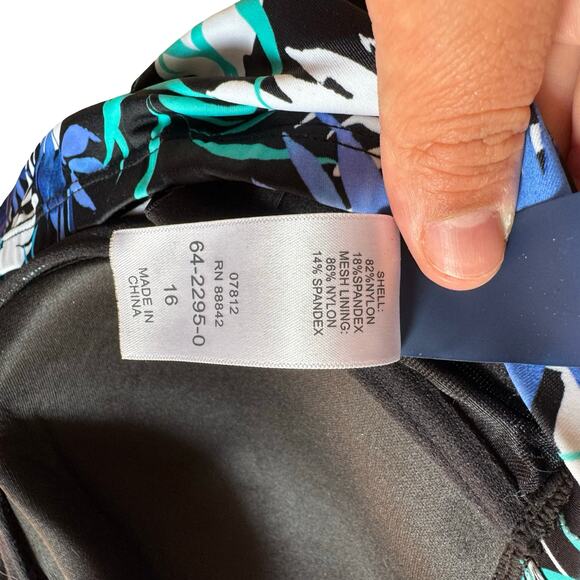 SHELL:
82%NYLON
18%SPANDEX
MESH LINING:
86% NYLON
14% SPANDEX
07812
RN 88842
64-2295-0
16
MADE IN
CHINA